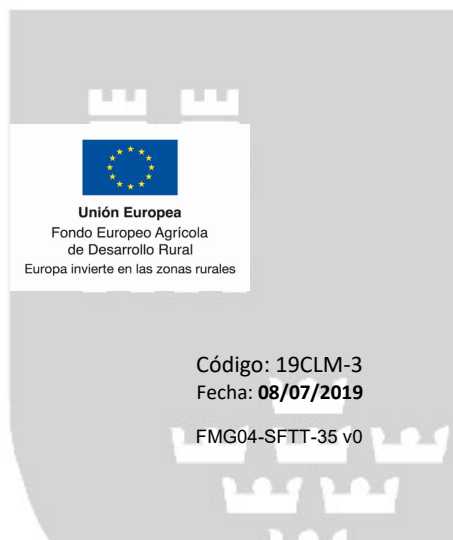 Unión Europea
Fondo Europeo Agrícola
de Desarrollo Rural
Europa invierte en las zonas rurales
Código: 19CLM-3
Fecha: 08/07/2019
FMG04-SFTT-35 v0